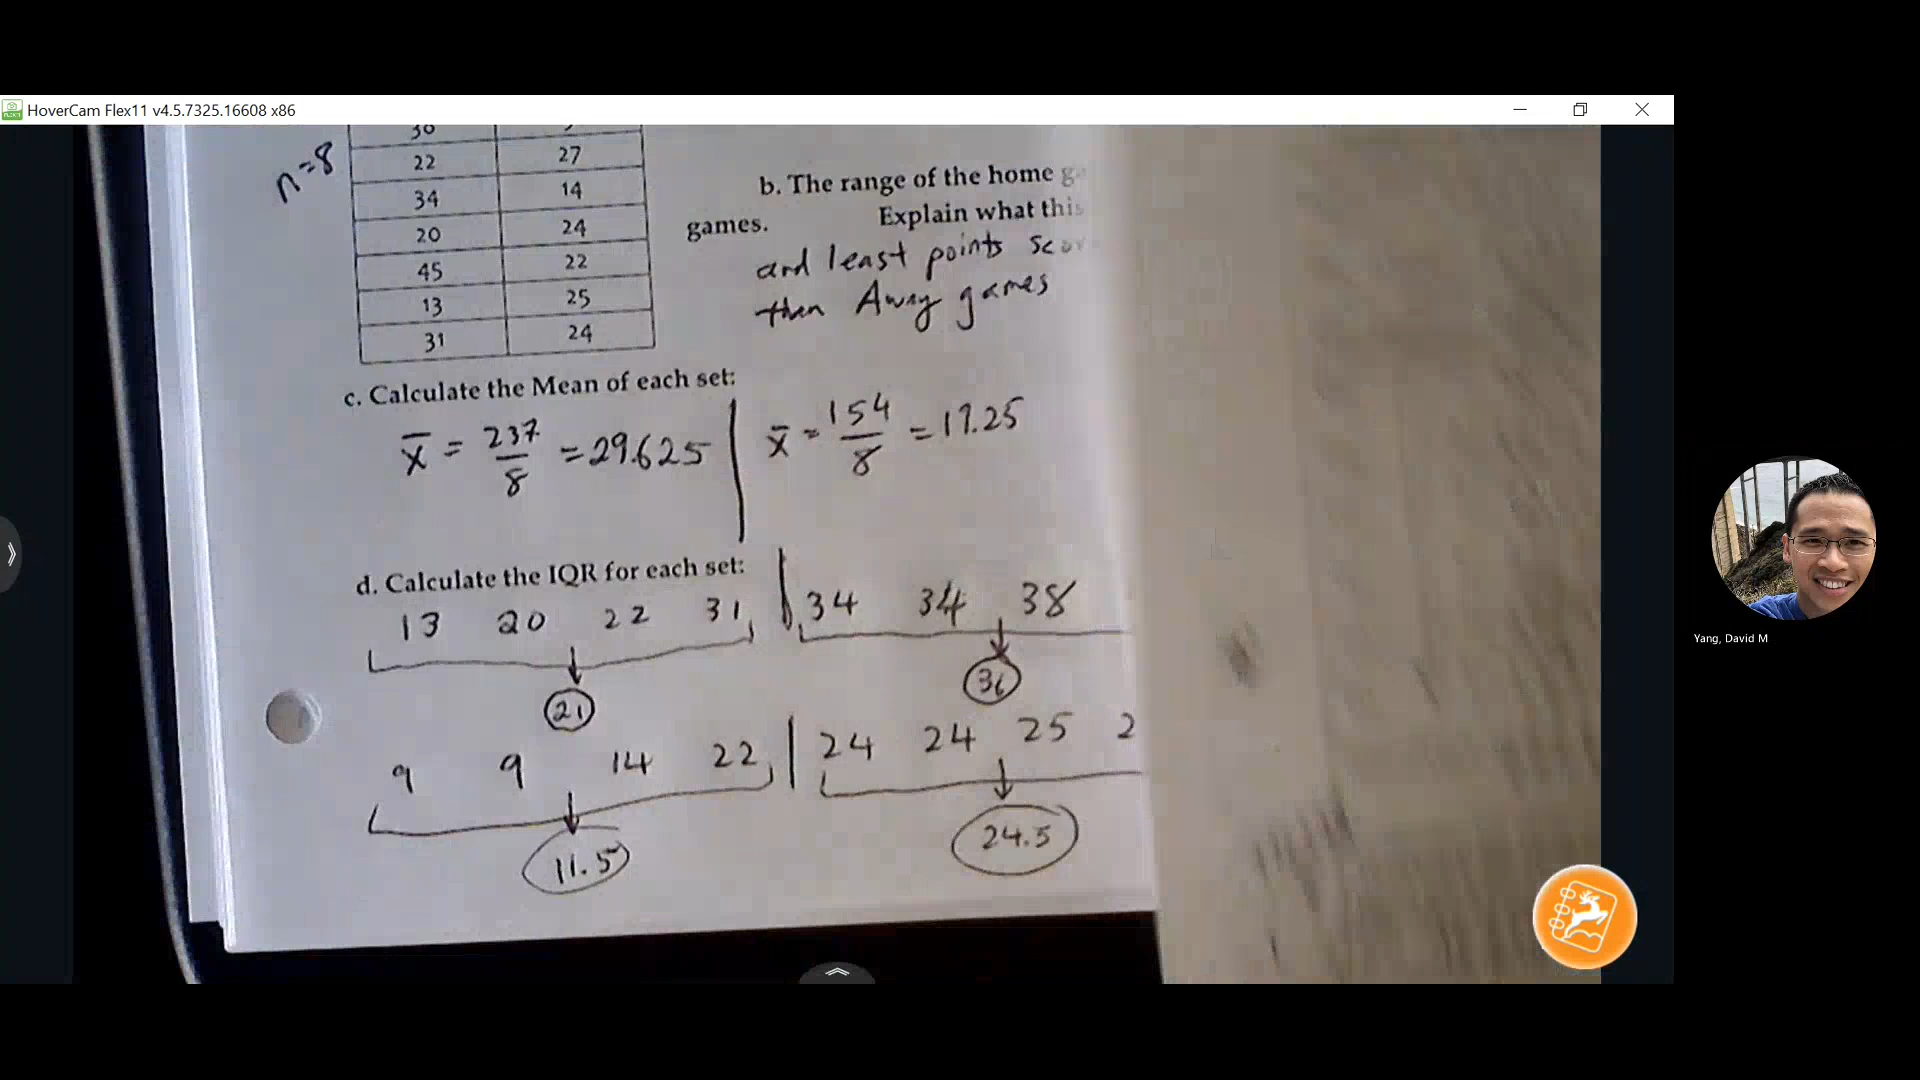 HoverCam Flex11 v4.5.7325.16608 x86
n=8
22 27
34 14
20 24
45 22
13 25
31 24
b. The range of the home
games. Explain what this
and least points
then Away games
c. Calculate the Mean of each set:
x̄ = 237/8 = 29.625 | x̄ = 154/8 = 19.25
d. Calculate the IQR for each set:
13 20 22 31 | 34 34 38
21 36
9 9 14 22 | 24 24 25
11.5 24.5
Yang, David M